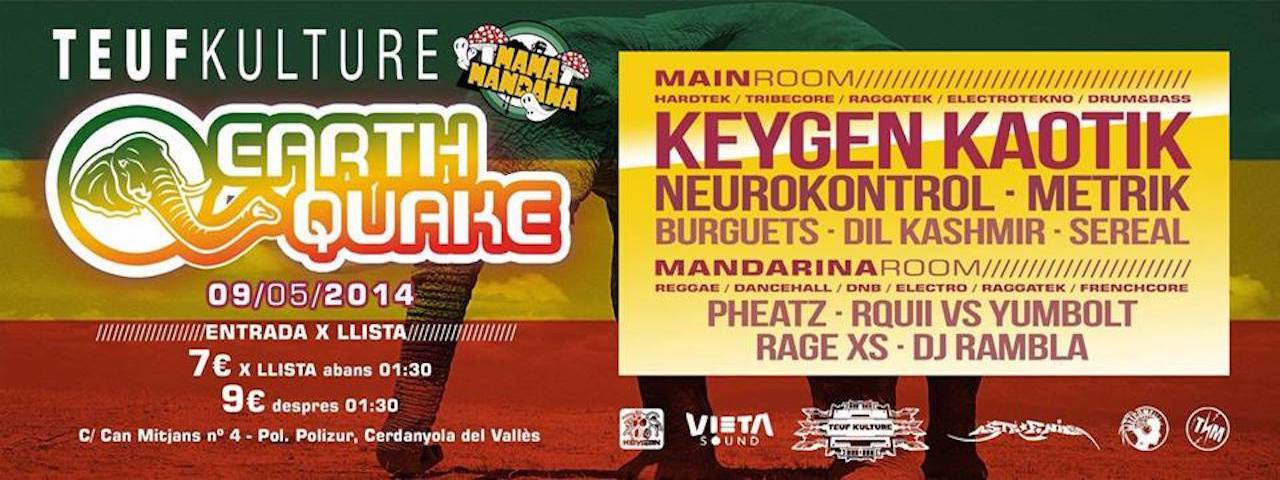 TEUFKULTURE
MAMA
MANDANA
EARTH
QUAKE
09/05/2014
///////////////////ENTRADA X LLISTA///////////////////
7€ X LLISTA abans 01:30
9€ despres 01:30
C/ Can Mitjans nº 4 - Pol. Polizur, Cerdanyola del Vallès
MAINROOM///////////////////////////////////
HARDTEK / TRIBECORE / RAGGATEK / ELECTROTEKNO / DRUM&BASS
KEYGEN KAOTIK
NEUROKONTROL · METRIK
BURGUETS · DIL KASHMIR · SEREAL
MANDARINAROOM//////////////////////
REGGAE / DANCEHALL / DNB / ELECTRO / RAGGATEK / FRENCHCORE
PHEATZ · RQUII VS YUMBOLT
RAGE XS · DJ RAMBLA
KEYGEN
VIETA
SOUND
TEUF KULTURE
TKM